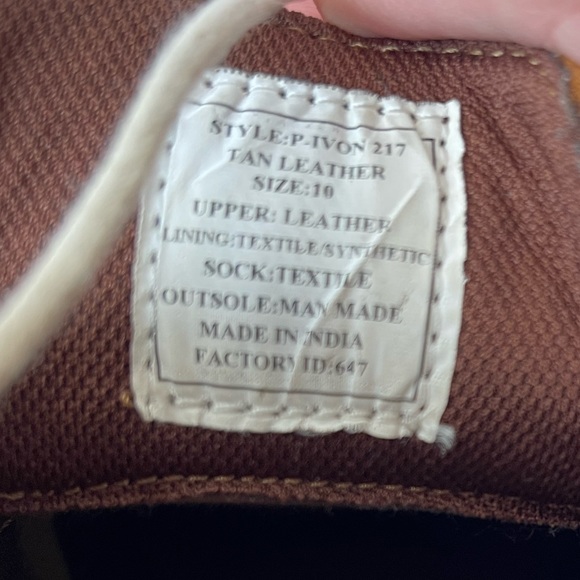 STYLE:P-IVON 217
TAN LEATHER
SIZE:10
UPPER: LEATHER
LINING:TEXTILE/SYNTHETIC
SOCK:TEXTILE
OUTSOLE:MAN MADE
MADE IN INDIA
FACTORY ID:647